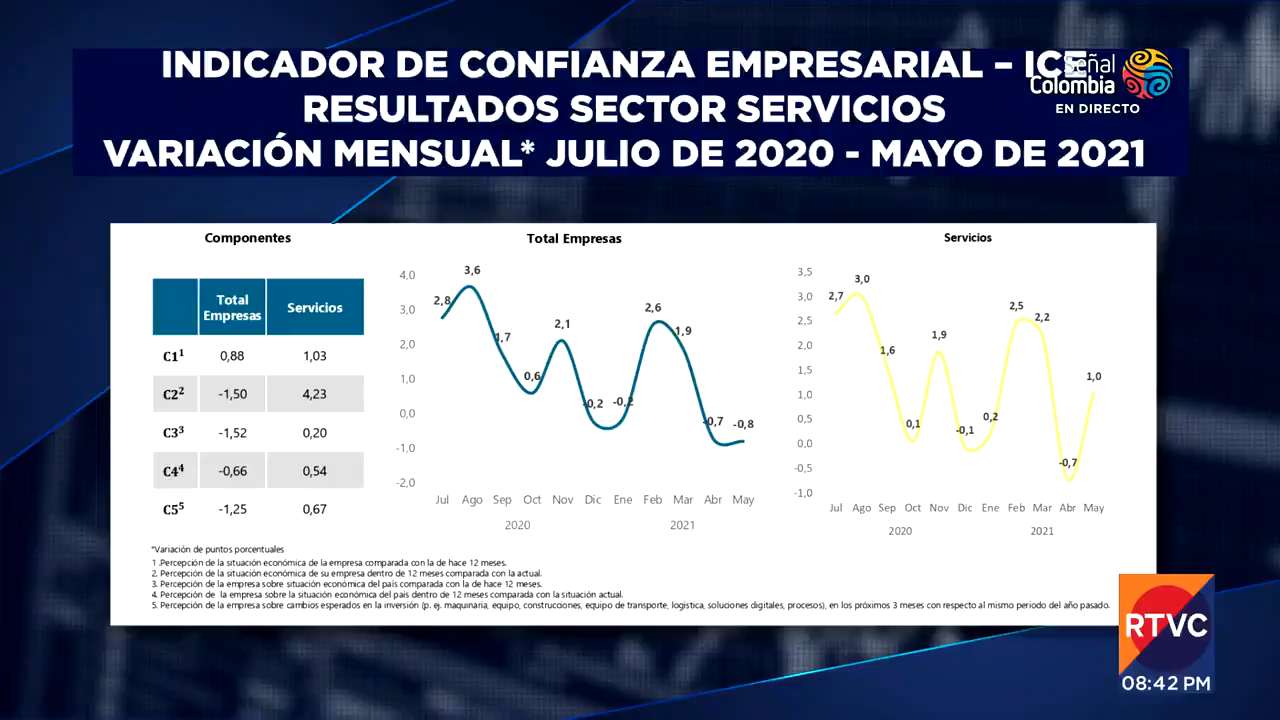 INDICADOR DE CONFIANZA EMPRESARIAL – ICE
RESULTADOS SECTOR SERVICIOS
VARIACIÓN MENSUAL* JULIO DE 2020 - MAYO DE 2021
Señal
Colombia
EN DIRECTO
Componentes
Total Empresas
Servicios
Total
Empresas
Servicios
C1¹ 0,88 1,03
C2² -1,50 4,23
C3³ -1,52 0,20
C4⁴ -0,66 0,54
C5⁵ -1,25 0,67
4,0
3,0
2,0
1,0
0,0
-1,0
-2,0
2,8
3,6
1,7
0,6
2,1
-0,2
-0,2
2,6
1,9
-0,7
-0,8
Jul Ago Sep Oct Nov Dic Ene Feb Mar Abr May
2020 2021
3,5
3,0
2,5
2,0
1,5
1,0
0,5
0,0
-0,5
-1,0
2,7
3,0
1,6
0,1
1,9
-0,1
0,2
2,5
2,2
-0,7
1,0
Jul Ago Sep Oct Nov Dic Ene Feb Mar Abr May
2020 2021
*Variación de puntos porcentuales
1 .Percepción de la situación económica de la empresa comparada con la de hace 12 meses.
2. Percepción de la situación económica de su empresa dentro de 12 meses comparada con la actual.
3. Percepción de la empresa sobre situación económica del país comparada con la de hace 12 meses.
4. Percepción de la empresa sobre la situación económica del país dentro de 12 meses comparada con la situación actual.
5. Percepción de la empresa sobre cambios esperados en la inversión (p. ej. maquinaria, equipo, construcciones, equipo de transporte, logística, soluciones digitales, procesos), en los próximos 3 meses con respecto al mismo periodo del año pasado.
RTVC
08:42 PM